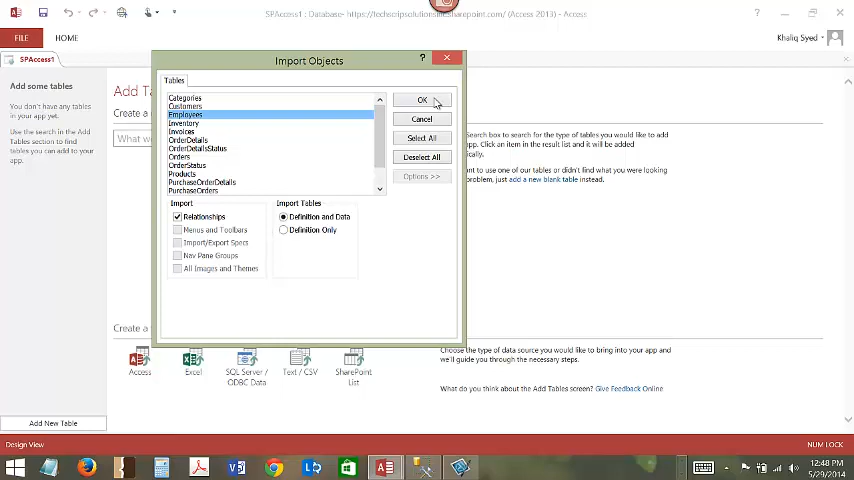 SPAccess1 : Database- https://techscripsolutions.sharepoint.com/ (Access 2013) - Access
FILE
HOME
Khaliq Syed
SPAccess1
Add some tables
You don't have any tables
in your app yet.
Use the search in the Add
Tables section to find
tables you can add to your
app.
Add New Table
Add Ta
Create a
What wo
Import Objects
Tables
Categories
Customers
Employees
Inventory
Invoices
OrderDetails
OrderDetailsStatus
Orders
OrderStatus
Products
PurchaseOrderDetails
PurchaseOrders
OK
Cancel
Select All
Deselect All
Options >>
Import
Relationships
Menus and Toolbars
Import/Export Specs
Nav Pane Groups
All Images and Themes
Import Tables
Definition and Data
Definition Only
Search box to search for the type of tables you would like to add
app. Click an item in the result list and it will be added
ically.
nt to use one of our tables or didn't find what you were looking
problem, just add a new blank table instead.
Create a
Access
Excel
SQL Server /
ODBC Data
Text / CSV
SharePoint
List
Choose the type of data source you would like to bring into your app and
we'll guide you through the necessary steps.
What do you think about the Add Tables screen? Give Feedback Online
Design View
NUM LOCK
12:48 PM
5/29/2014